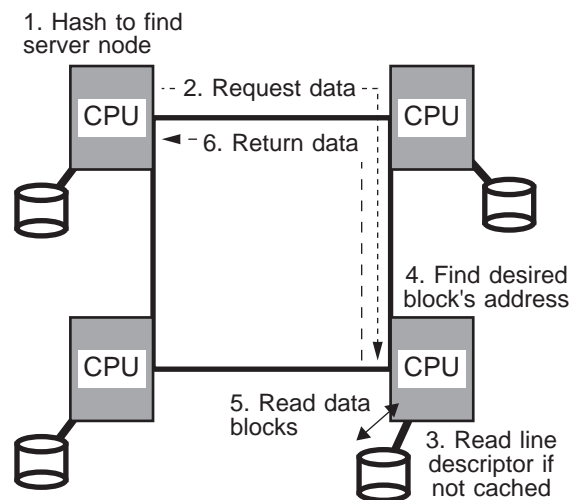 1. Hash to find
server node
CPU
2. Request data
CPU
6. Return data
4. Find desired
block's address
CPU
CPU
5. Read data
blocks
3. Read line
descriptor if
not cached